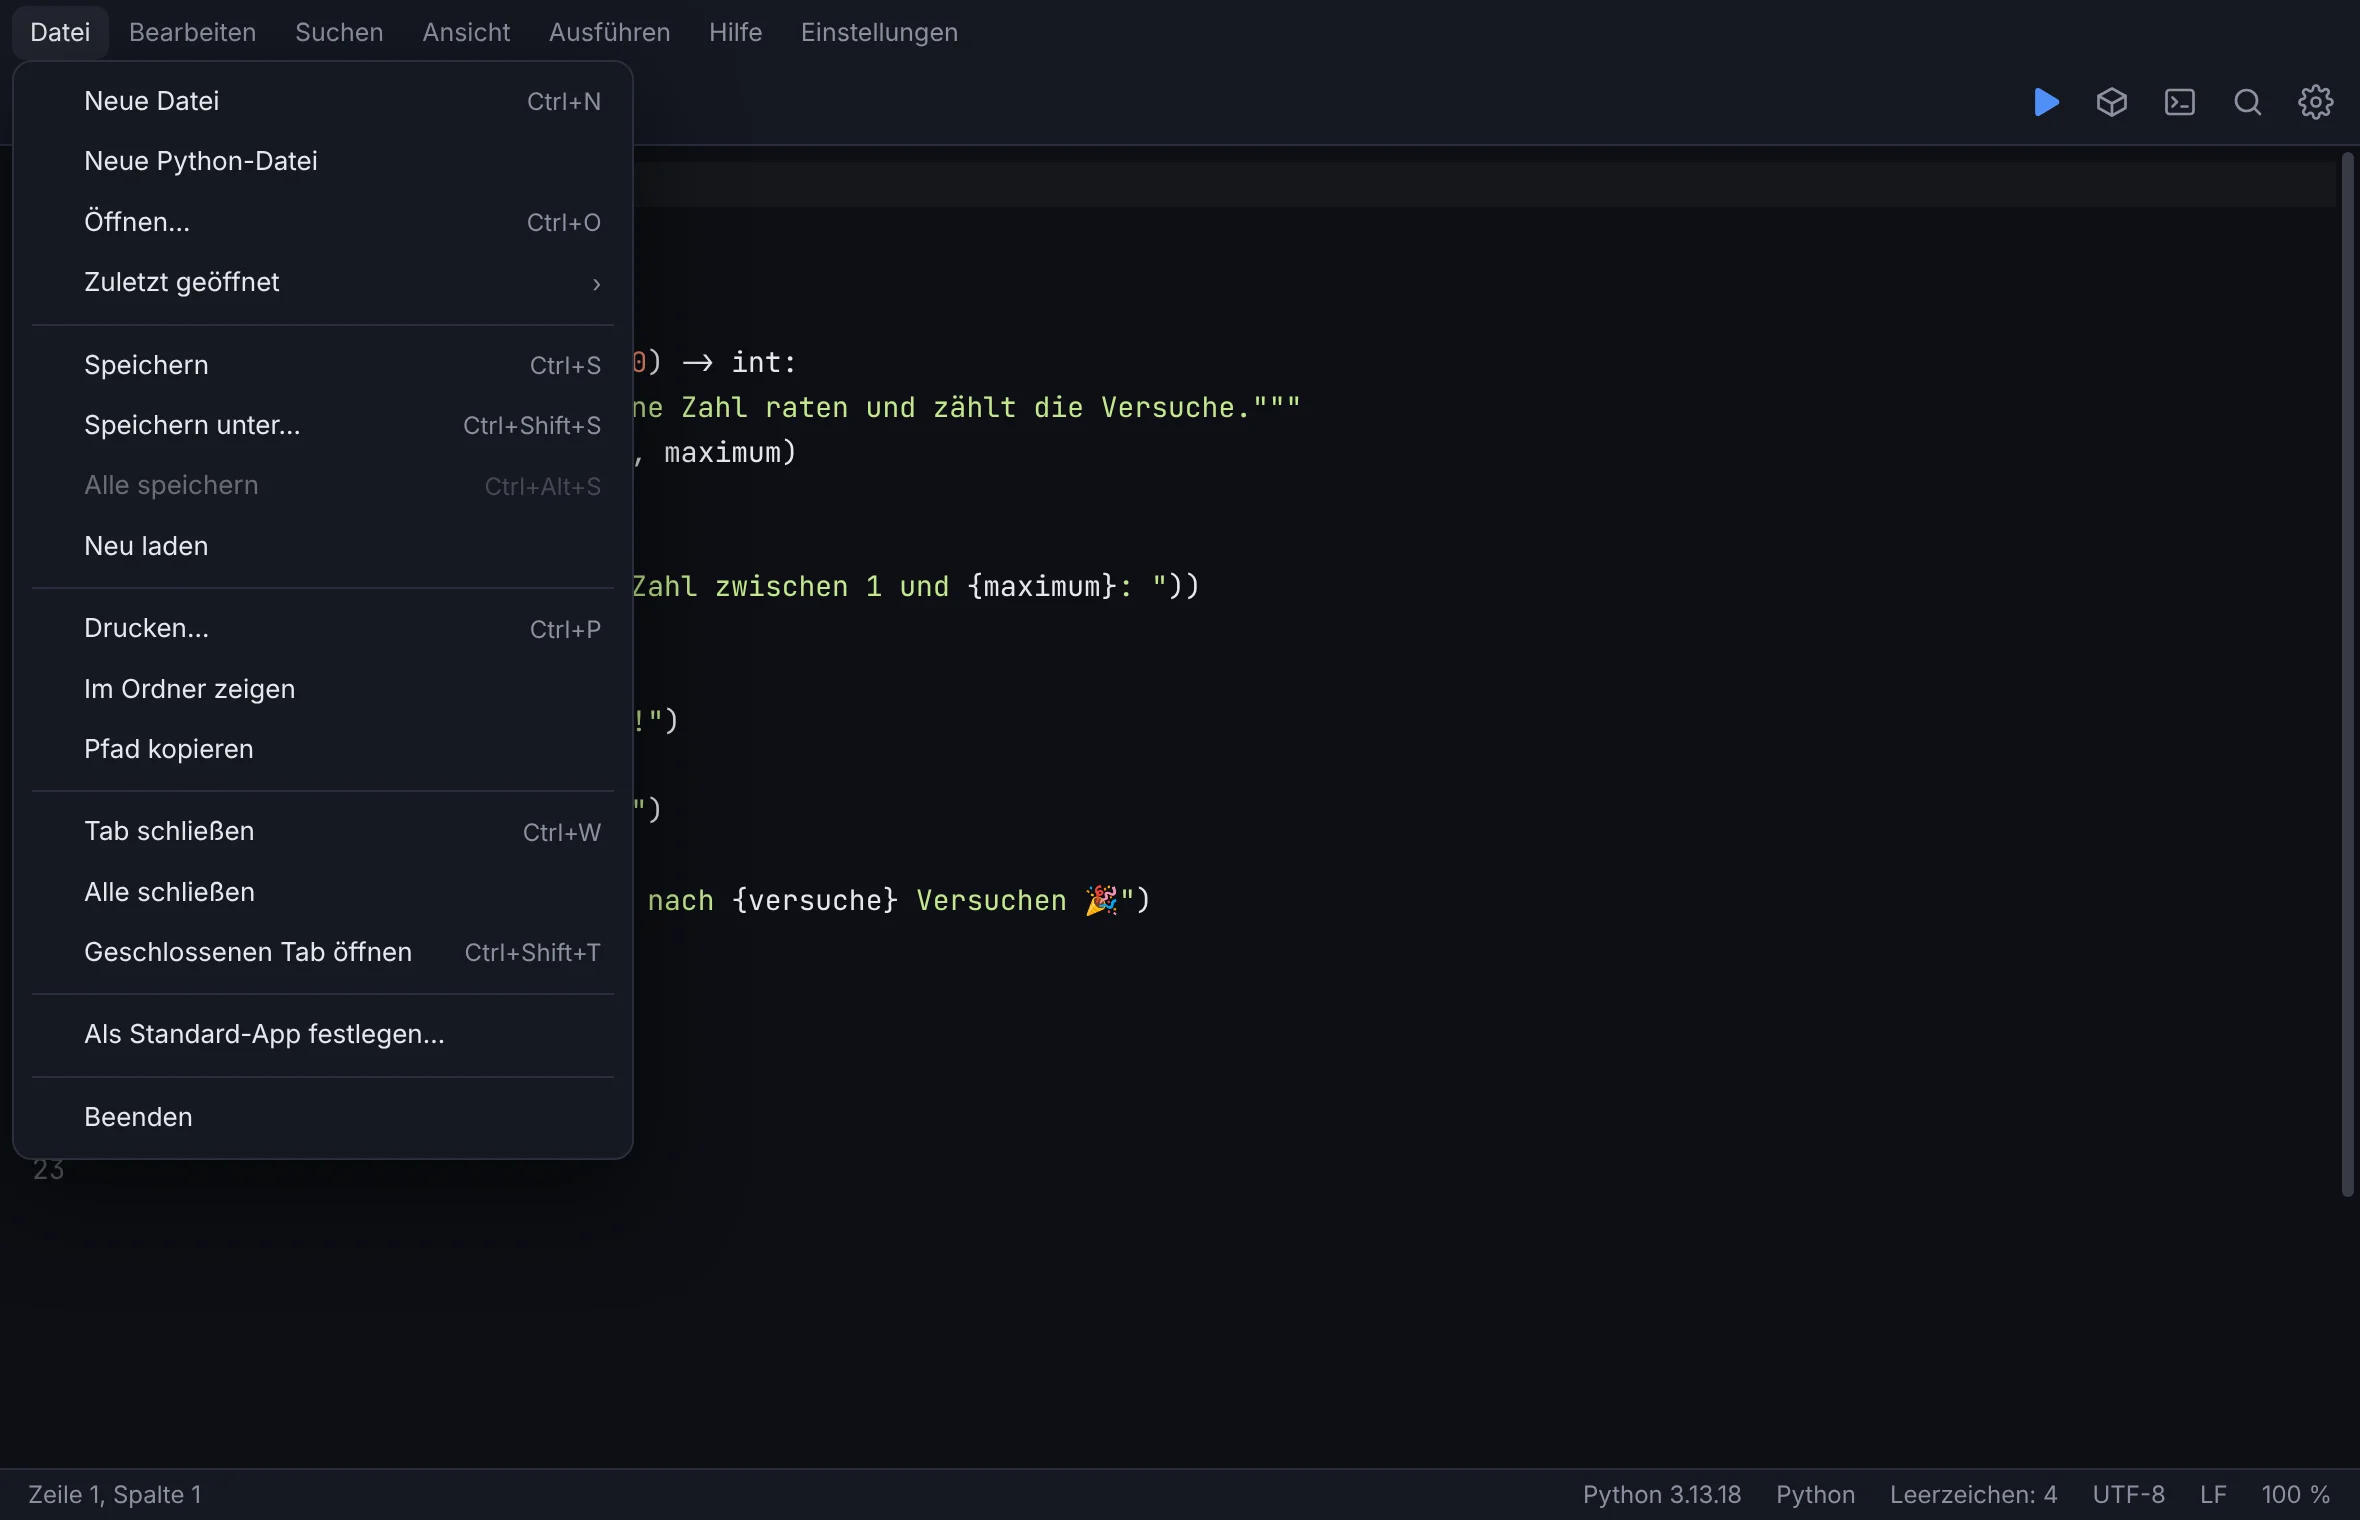 Datei Bearbeiten Suchen Ansicht Ausführen Hilfe Einstellungen
Neue Datei Ctrl+N
Neue Python-Datei
Öffnen... Ctrl+O
Zuletzt geöffnet ›
Speichern Ctrl+S
Speichern unter... Ctrl+Shift+S
Alle speichern Ctrl+Alt+S
Neu laden
Drucken... Ctrl+P
Im Ordner zeigen
Pfad kopieren
Tab schließen Ctrl+W
Alle schließen
Geschlossenen Tab öffnen Ctrl+Shift+T
Als Standard-App festlegen...
Beenden
0) -> int:
ne Zahl raten und zählt die Versuche."""
, maximum)
Zahl zwischen 1 und {maximum}: "))
!")
")
nach {versuche} Versuchen 🎉")
23
Zeile 1, Spalte 1 Python 3.13.18 Python Leerzeichen: 4 UTF-8 LF 100 %